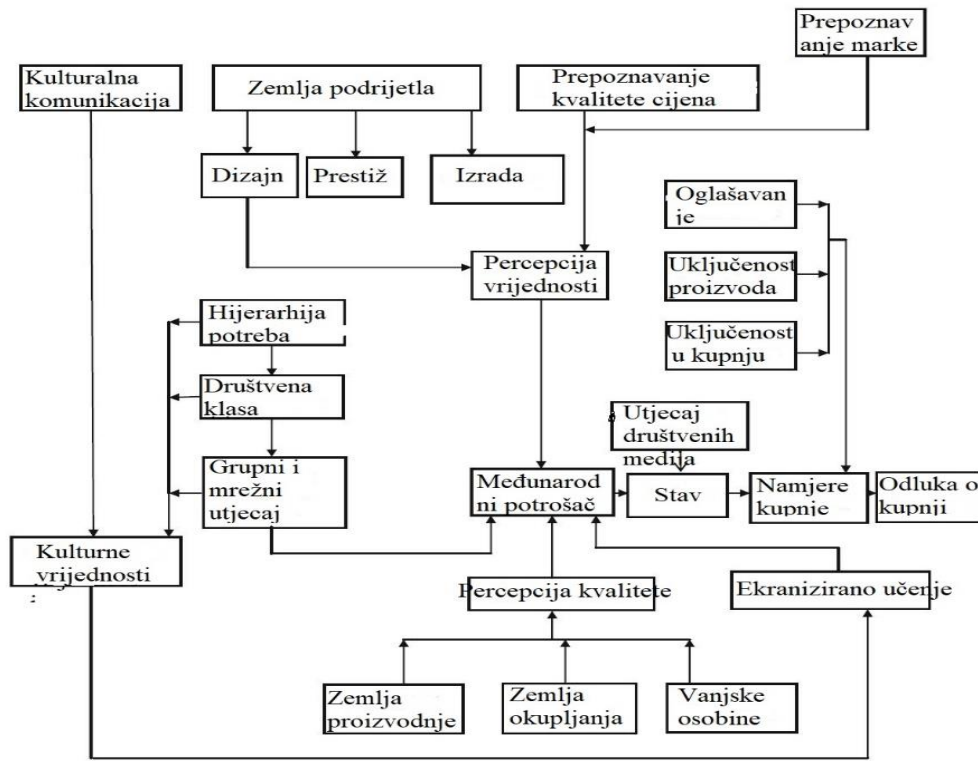 Prepoznav
anje marke
Kulturalna
komunikacija
Zemlja podrijetla
Prepoznavanje
kvalitete cijena
Dizajn
Prestiž
Izrada
Oglašavan
je
Percepcija
vrijednosti
Uključenost
proizvoda
Hijerarhija
potreba
Uključenost
u kupnju
Društvena
klasa
Utjecaj
društvenih
medija
Grupni i
mrežni
utjecaj
Međunarod
ni potrošač
Stav
Namjere
kupnje
Odluka o
kupnji
Kulturne
vrijednosti
:
Percepcija kvalitete
Ekranizirano učenje
Zemlja
proizvodnje
Zemlja
okupljanja
Vanjske
osobine